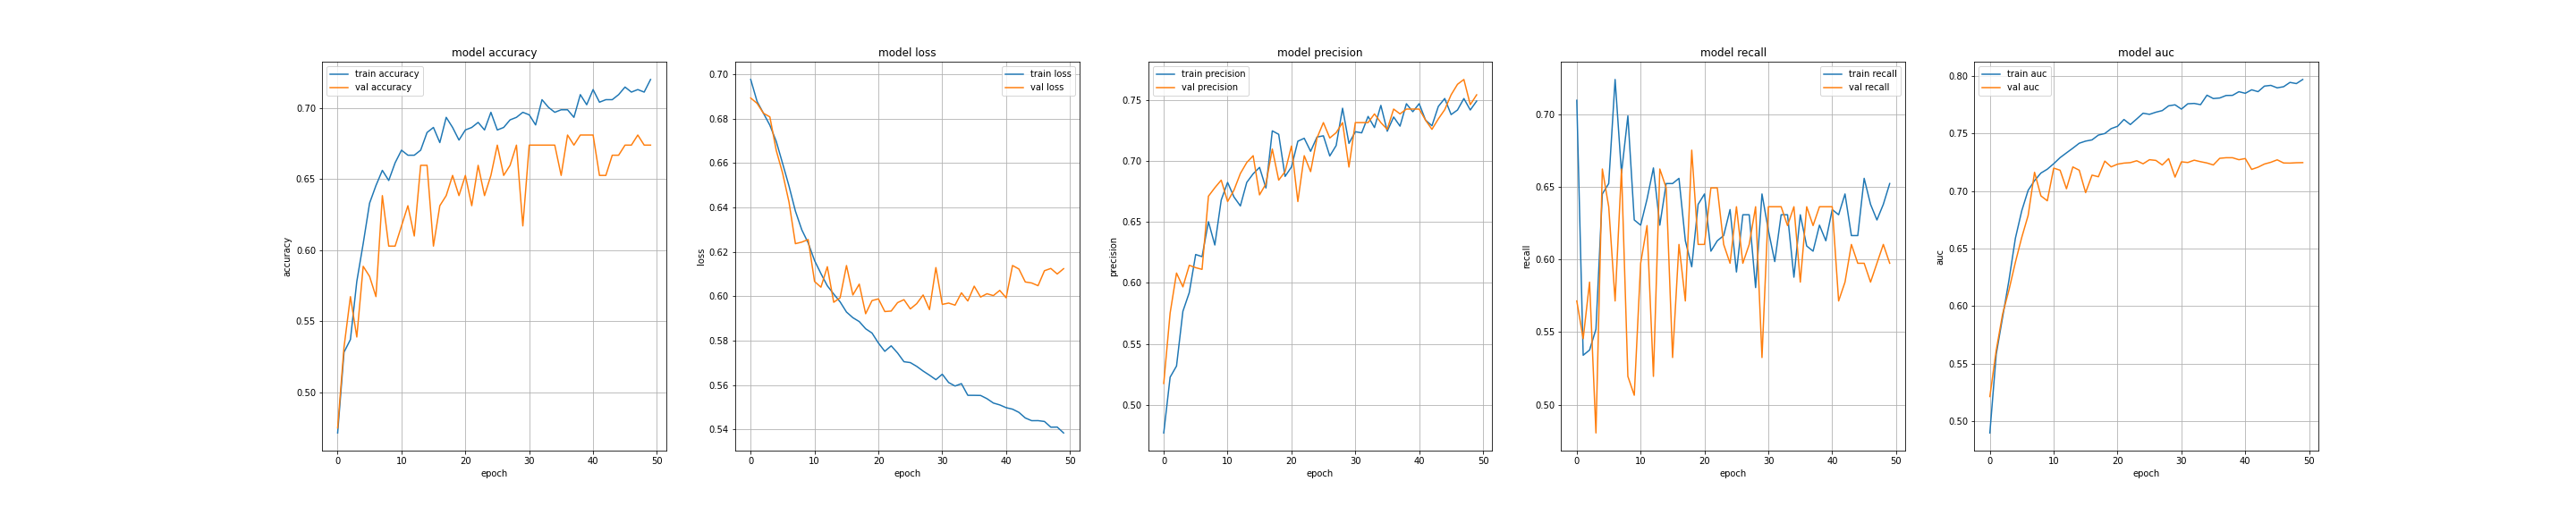 model accuracy
train accuracy
val accuracy
0.70
0.65
0.60
0.55
0.50
accuracy
0 10 20 30 40 50
epoch
model loss
train loss
val loss
0.70
0.68
0.66
0.64
0.62
0.60
0.58
0.56
0.54
loss
0 10 20 30 40 50
epoch
model precision
train precision
val precision
0.75
0.70
0.65
0.60
0.55
0.50
precision
0 10 20 30 40 50
epoch
model recall
train recall
val recall
0.70
0.65
0.60
0.55
0.50
recall
0 10 20 30 40 50
epoch
model auc
train auc
val auc
0.80
0.75
0.70
0.65
0.60
0.55
0.50
auc
0 10 20 30 40 50
epoch